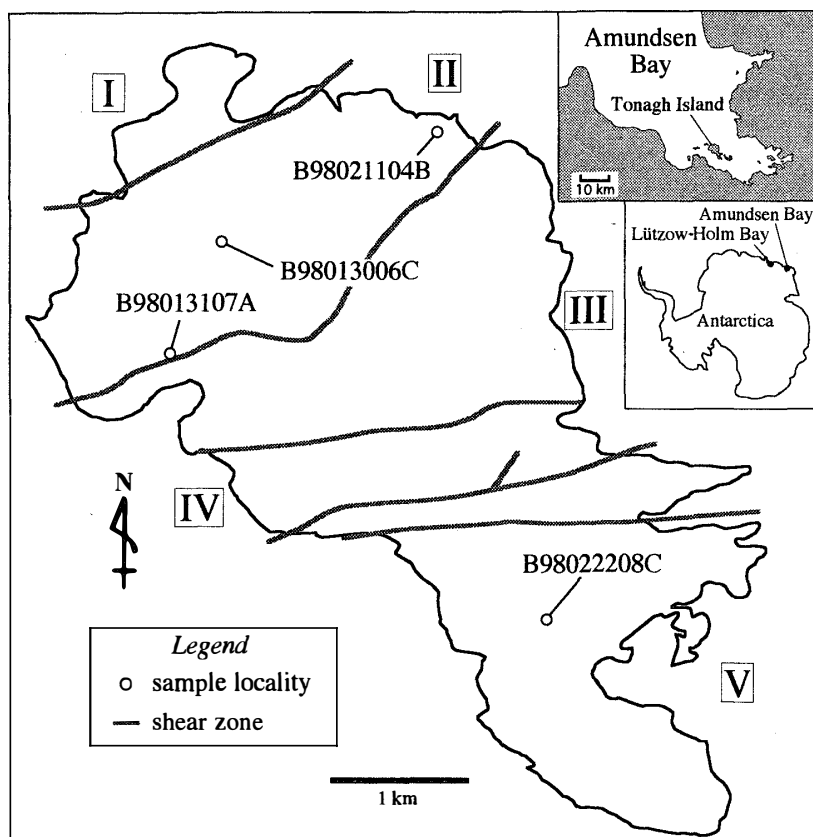 I
II
B98021104B
B98013006C
B98013107A
III
IV
N
B98022208C
V
Legend
sample locality
shear zone
1 km
Amundsen
Bay
Tonagh Island
10 km
Amundsen Bay
Lützow-Holm Bay
Antarctica